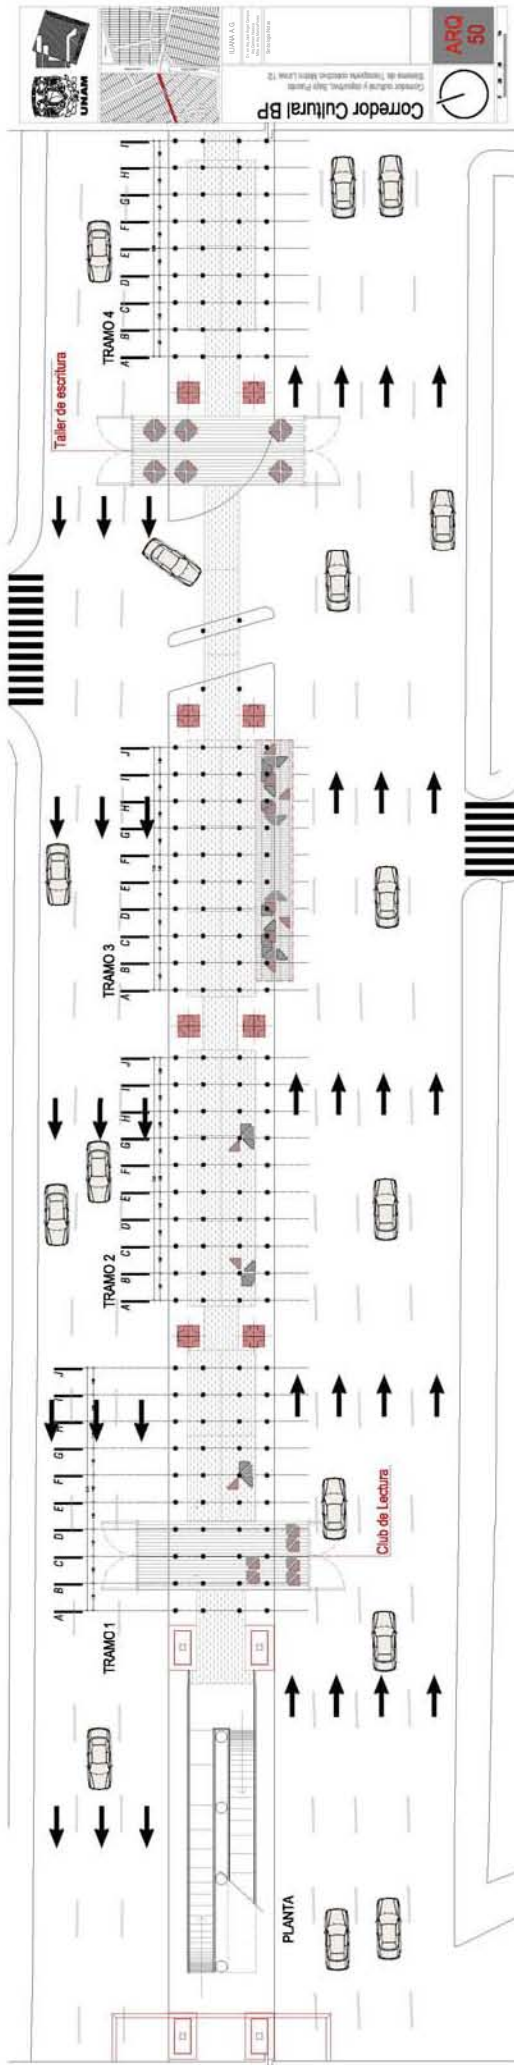 UNAM
Corredor Cultural BP
ARQ
50
Taller de escritura
A B C D E F G H I J
TRAMO 1
A B C D E F G H I J
TRAMO 2
A B C D E F G H I J
TRAMO 3
A B C D E F G H I
TRAMO 4
PLANTA
Club de Lectura